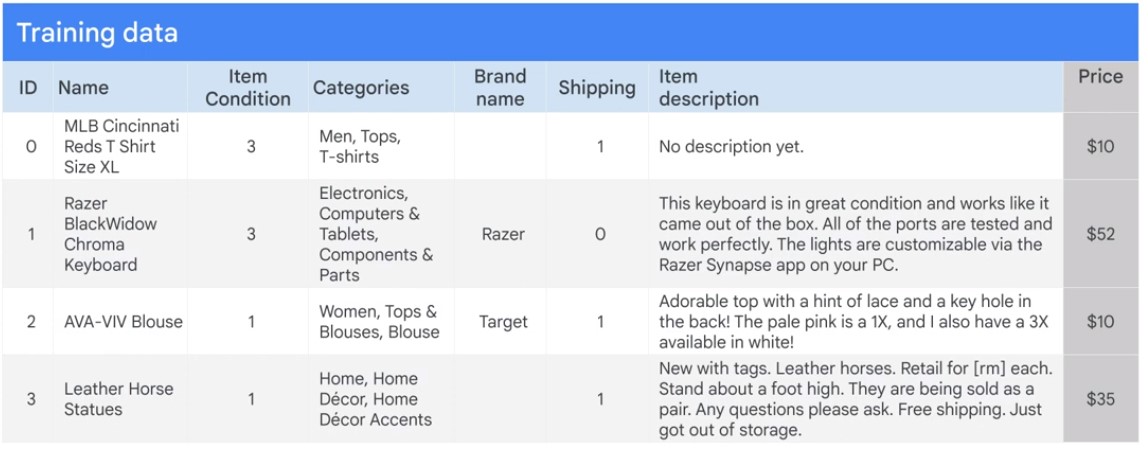 Training data
ID
Name
Item
Condition
Categories
Brand
name
Shipping
Item
description
Price
0
MLB Cincinnati
Reds T Shirt
Size XL
3
Men, Tops,
T-shirts
1
No description yet.
$10
1
Razer
BlackWidow
Chroma
Keyboard
3
Electronics,
Computers &
Tablets,
Components &
Parts
Razer
0
This keyboard is in great condition and works like it
came out of the box. All of the ports are tested and
work perfectly. The lights are customizable via the
Razer Synapse app on your PC.
$52
2
AVA-VIV Blouse
1
Women, Tops &
Blouses, Blouse
Target
1
Adorable top with a hint of lace and a key hole in
the back! The pale pink is a 1X, and I also have a 3X
available in white!
$10
3
Leather Horse
Statues
1
Home, Home
Décor, Home
Décor Accents
1
New with tags. Leather horses. Retail for [rm] each.
Stand about a foot high. They are being sold as a
pair. Any questions please ask. Free shipping. Just
got out of storage.
$35